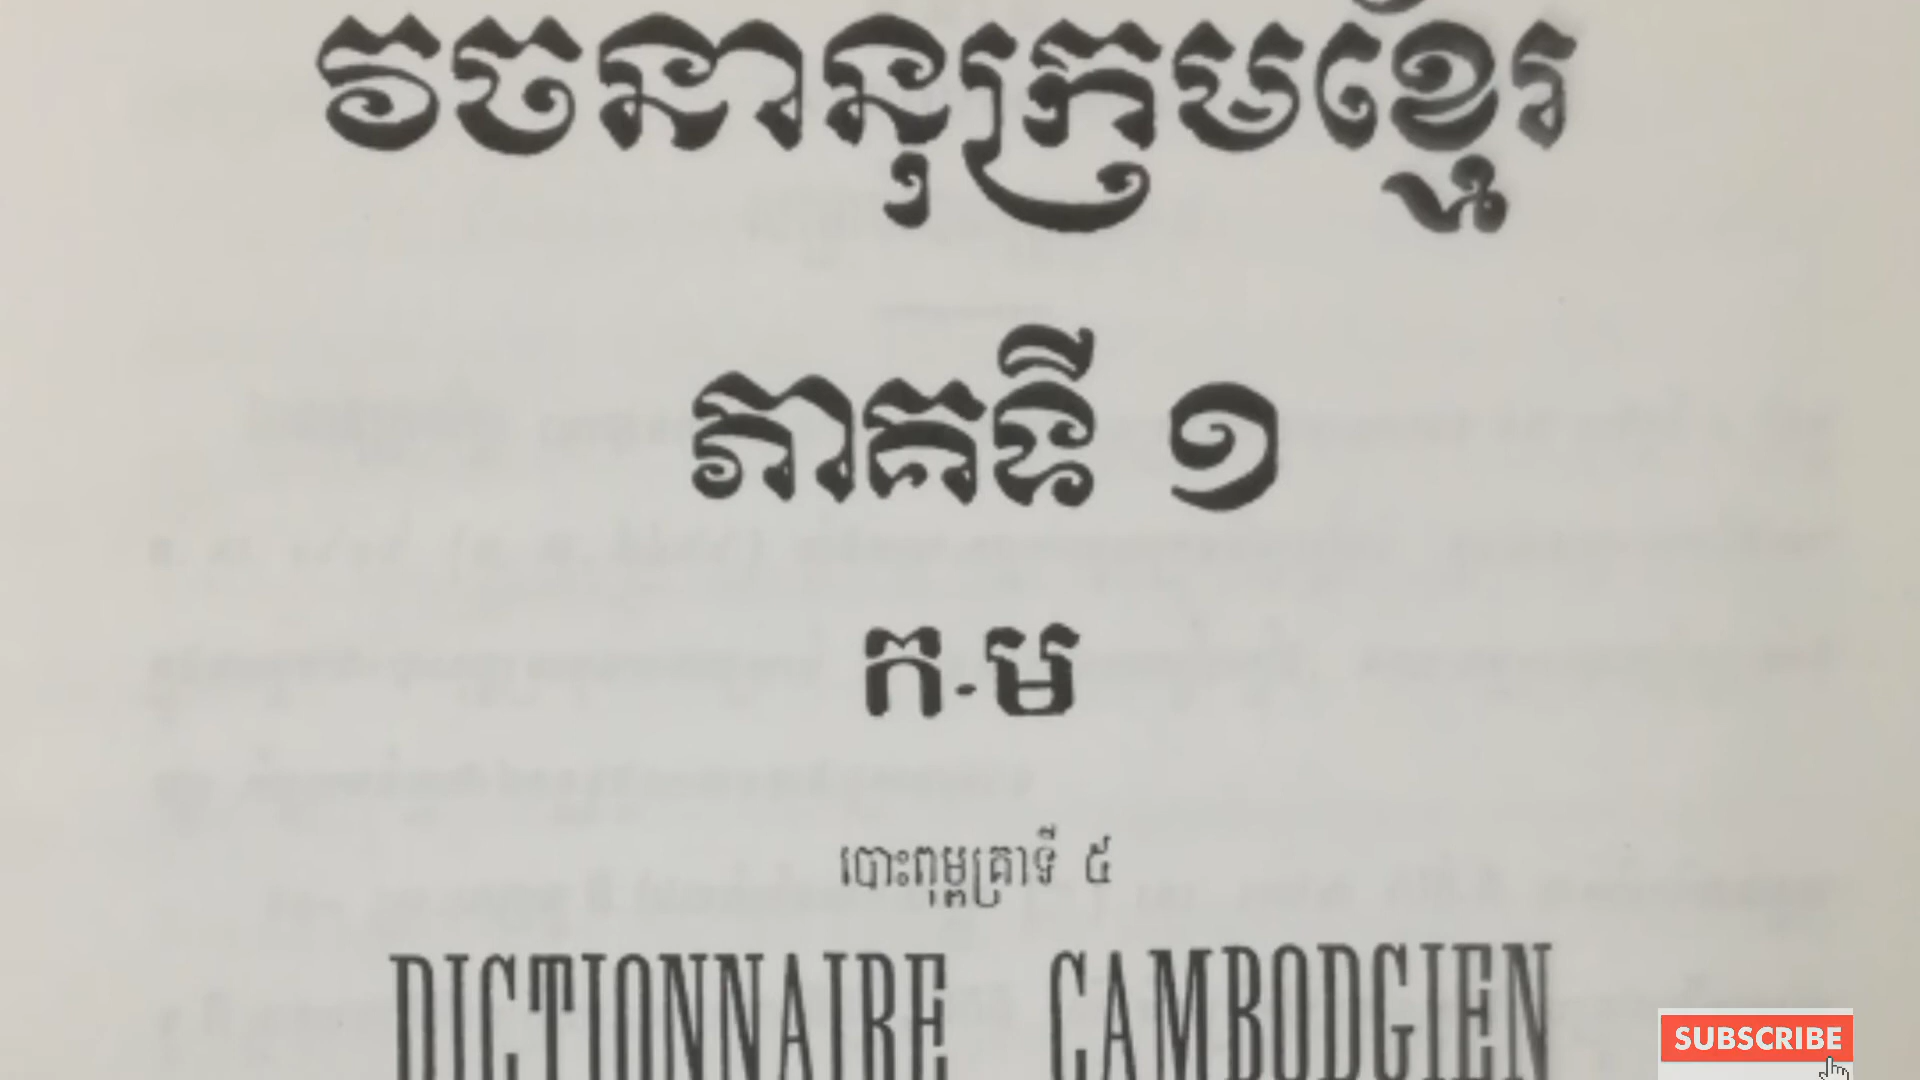 វចនានុក្រមខ្មែរ
ភាគទី ១
ក-ម
បោះពុម្ពគ្រាទី ៥
DICTIONNAIRE CAMBODGIEN
SUBSCRIBE